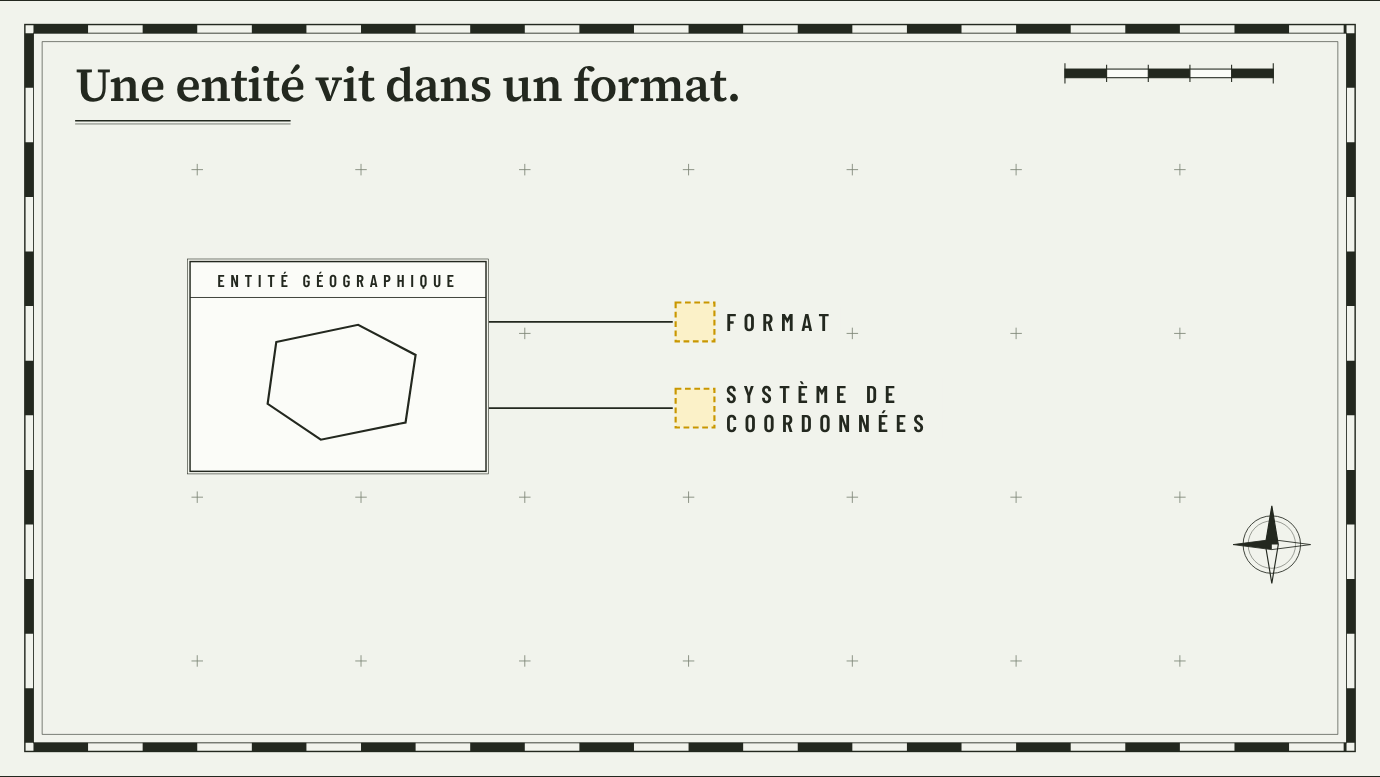 Une entité vit dans un format.
ENTITÉ GÉOGRAPHIQUE
FORMAT
SYSTÈME DE
COORDONNÉES